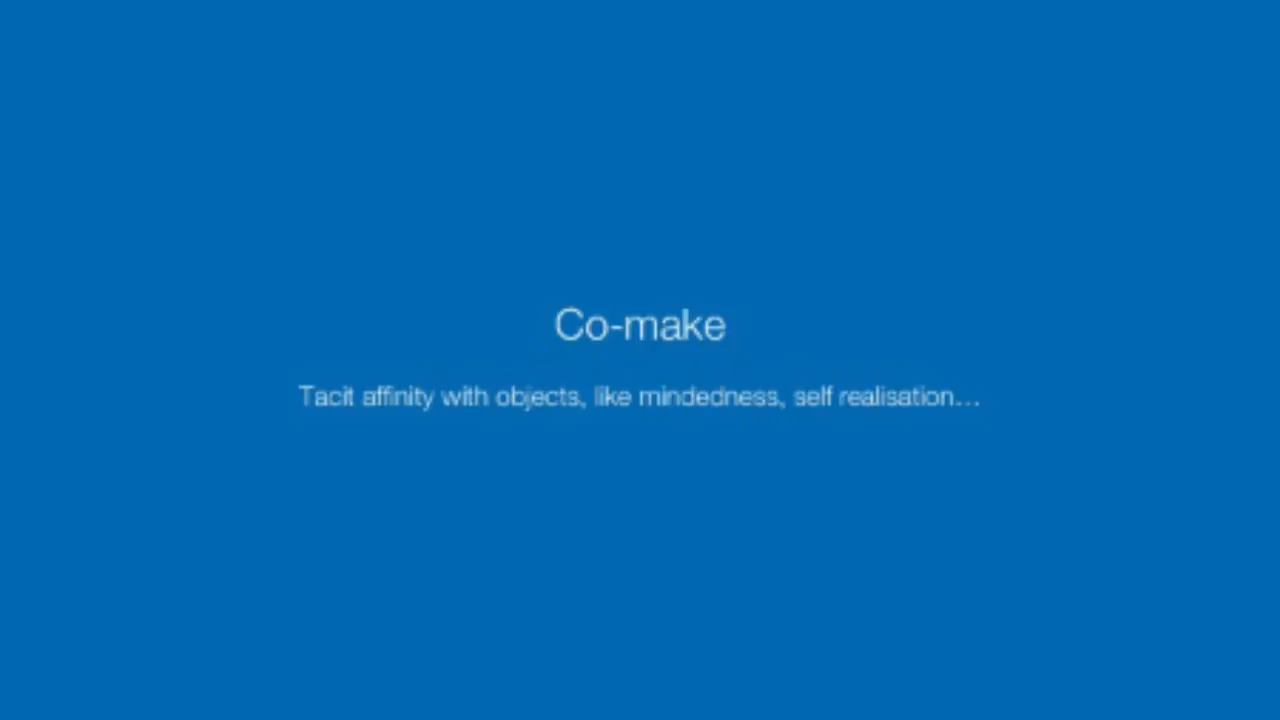 Co-make
Tacit affinity with objects, like mindedness, self realisation...